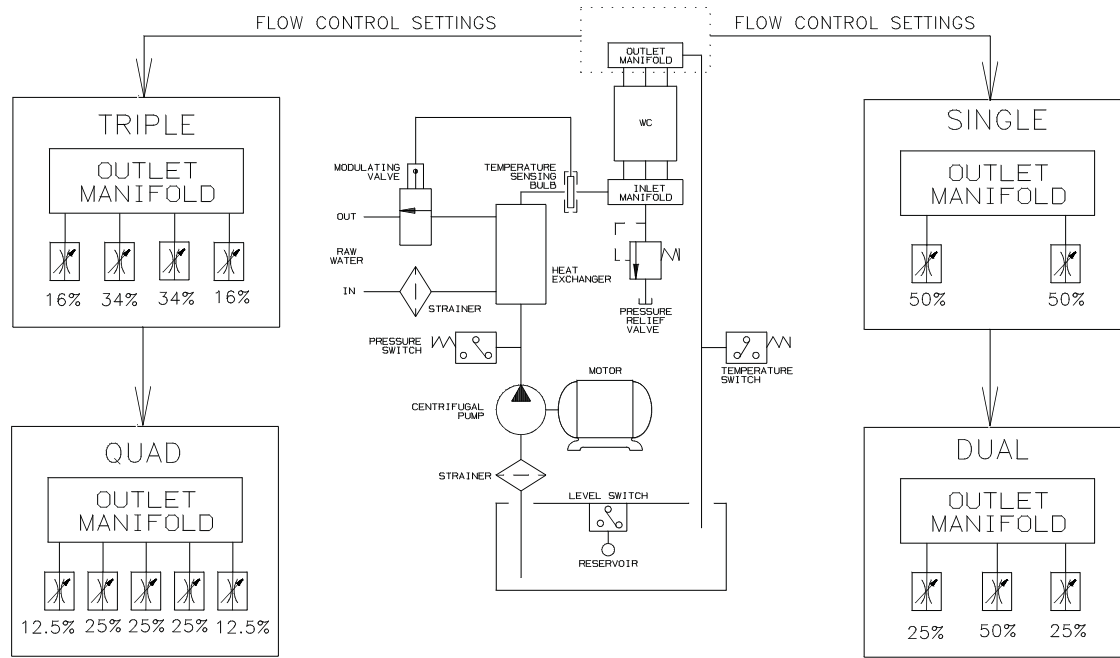 FLOW CONTROL SETTINGS
FLOW CONTROL SETTINGS
OUTLET
MANIFOLD
WC
INLET
MANIFOLD
MODULATING
VALVE
TEMPERATURE
SENSING
BULB
OUT
RAW
WATER
IN
STRAINER
HEAT
EXCHANGER
PRESSURE
RELIEF
VALVE
PRESSURE
SWITCH
TEMPERATURE
SWITCH
MOTOR
CENTRIFUGAL
PUMP
STRAINER
LEVEL SWITCH
RESERVOIR
TRIPLE
OUTLET
MANIFOLD
16% 34% 34% 16%
QUAD
OUTLET
MANIFOLD
12.5% 25% 25% 25% 12.5%
SINGLE
OUTLET
MANIFOLD
50% 50%
DUAL
OUTLET
MANIFOLD
25% 50% 25%